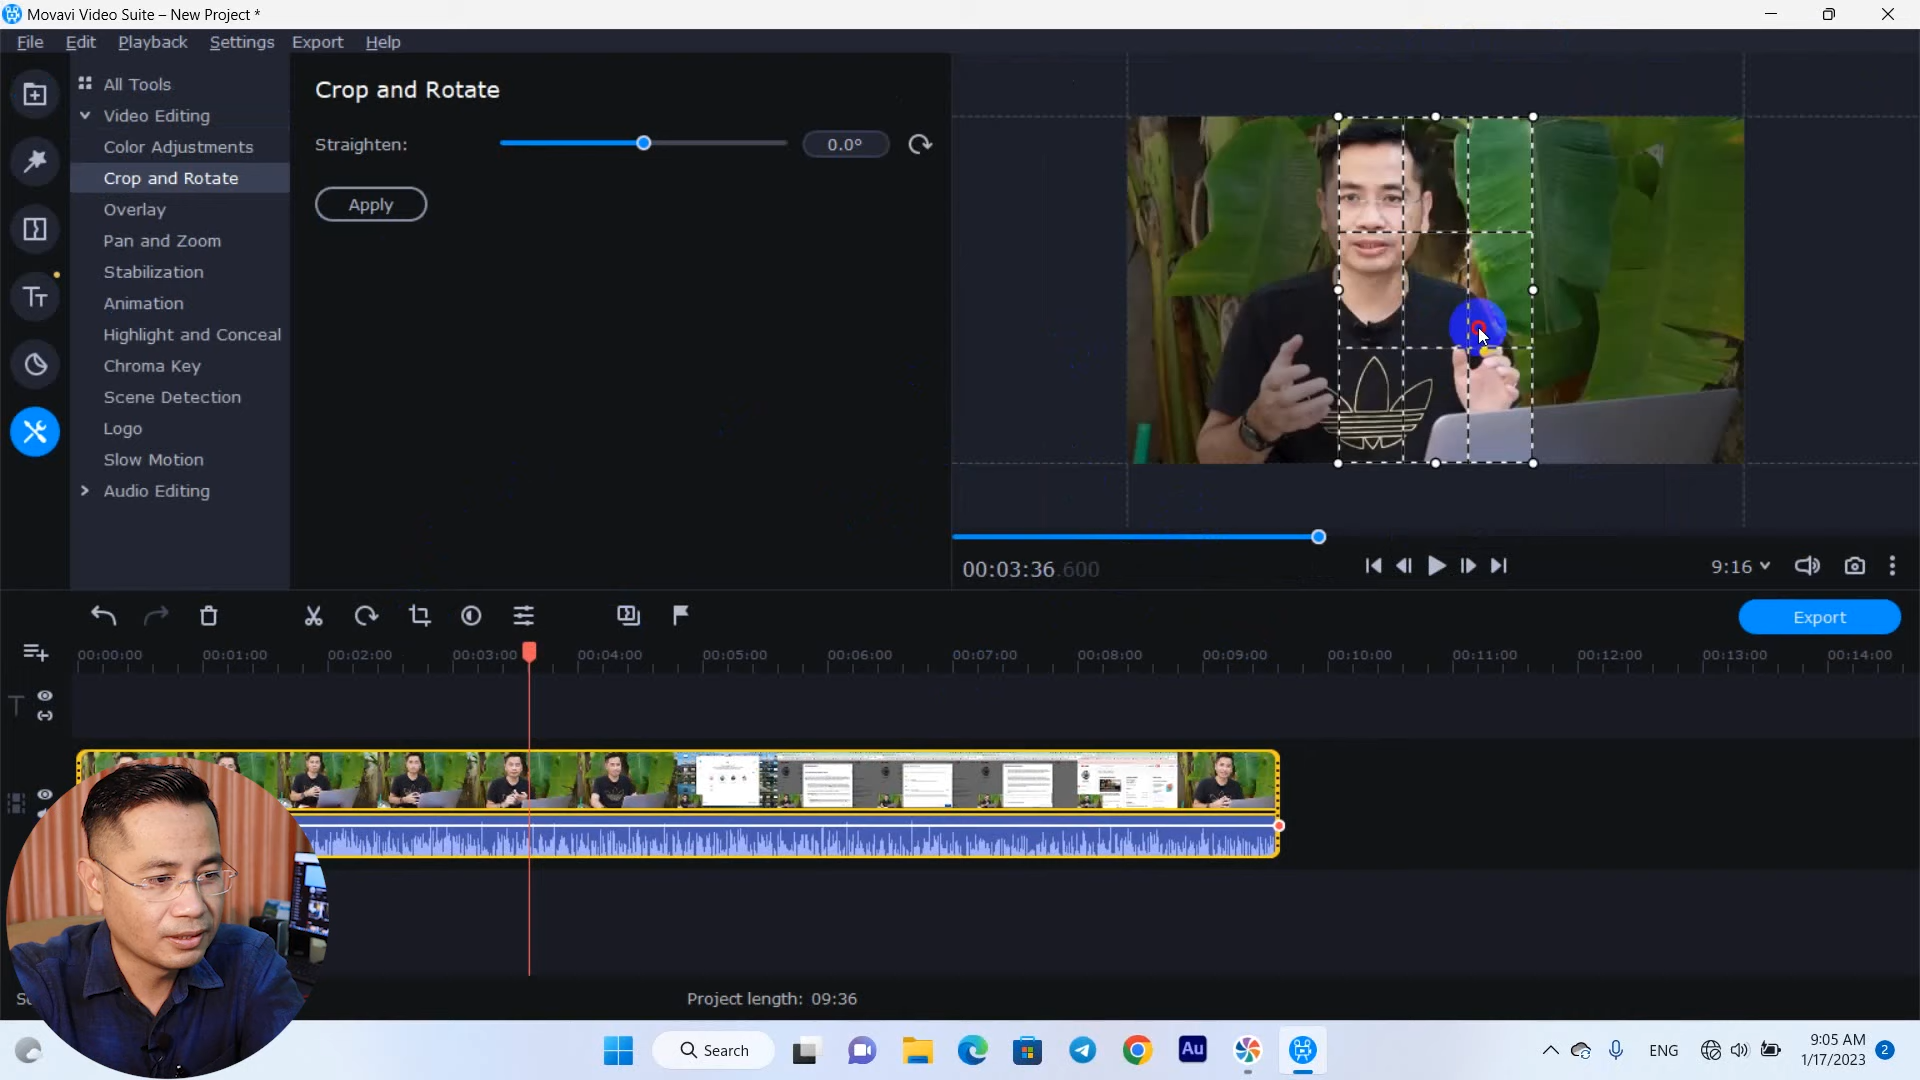 Movavi Video Suite – New Project *
File Edit Playback Settings Export Help
All Tools
Video Editing
Color Adjustments
Crop and Rotate
Overlay
Pan and Zoom
Stabilization
Animation
Highlight and Conceal
Chroma Key
Scene Detection
Logo
Slow Motion
Audio Editing
Crop and Rotate
Straighten: 0.0°
Apply
00:03:36.600
9:16
Export
00:00:00 00:01:00 00:02:00 00:03:00 00:04:00 00:05:00 00:06:00 00:07:00 00:08:00 00:09:00 00:10:00 00:11:00 00:12:00 00:13:00 00:14:00
Project length: 09:36
Search
Au
ENG
9:05 AM
1/17/2023
2